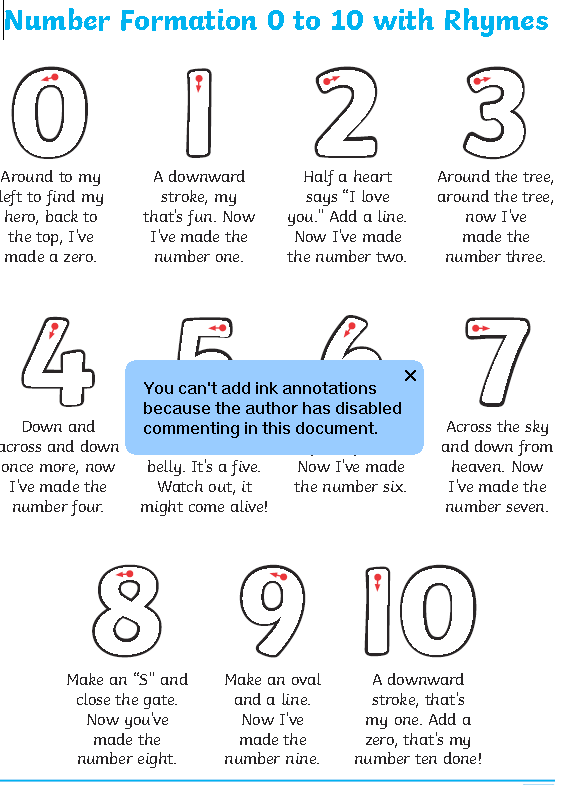 Number Formation 0 to 10 with Rhymes
0 1 2 3
Around to my
left to find my
hero, back to
the top, I've
made a zero.
A downward
stroke, my
that's fun. Now
I've made the
number one.
Half a heart
says "I love
you." Add a line.
Now I've made
the number two.
Around the tree,
around the tree,
now I've
made the
number three.
4 5 6 7
Down and
across and down
once more, now
I've made the
number four.
belly. It's a five.
Watch out, it
might come alive!
Now I've made
the number six.
Across the sky
and down from
heaven. Now
I've made the
number seven.
You can't add ink annotations
because the author has disabled
commenting in this document.
8 9 10
Make an "S" and
close the gate.
Now you've
made the
number eight.
Make an oval
and a line.
Now I've
made the
number nine.
A downward
stroke, that's
my one. Add a
zero, that's my
number ten done!